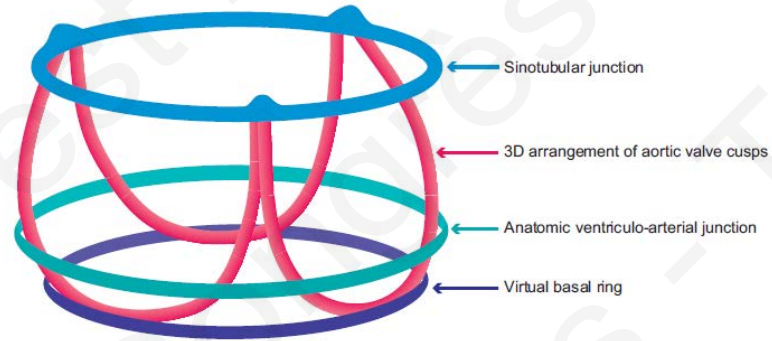 Sinotubular junction
3D arrangement of aortic valve cusps
Anatomic ventriculo-arterial junction
Virtual basal ring